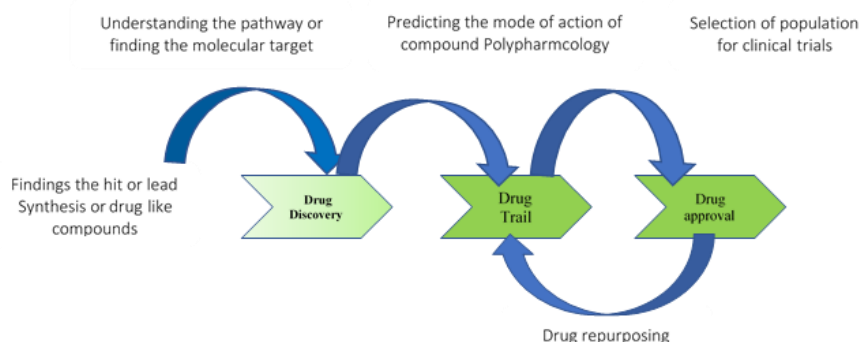 Understanding the pathway or
finding the molecular target
Predicting the mode of action of
compound Polypharmcology
Selection of population
for clinical trials
Findings the hit or lead
Synthesis or drug like
compounds
Drug
Discovery
Drug
Trail
Drug
approval
Drug repurposing